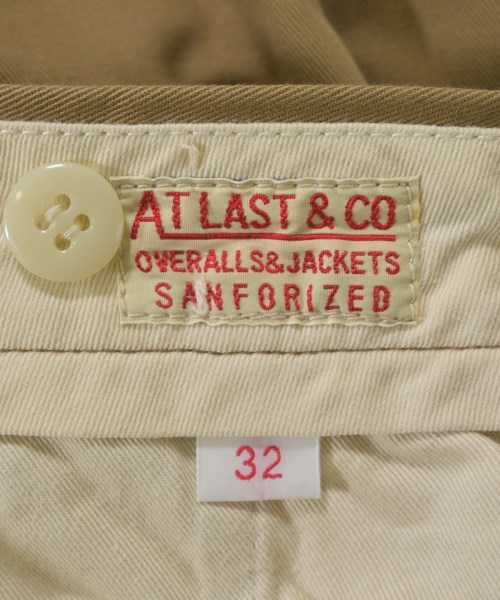 AT LAST & CO
OVERALLS&JACKETS
SANFORIZED
32